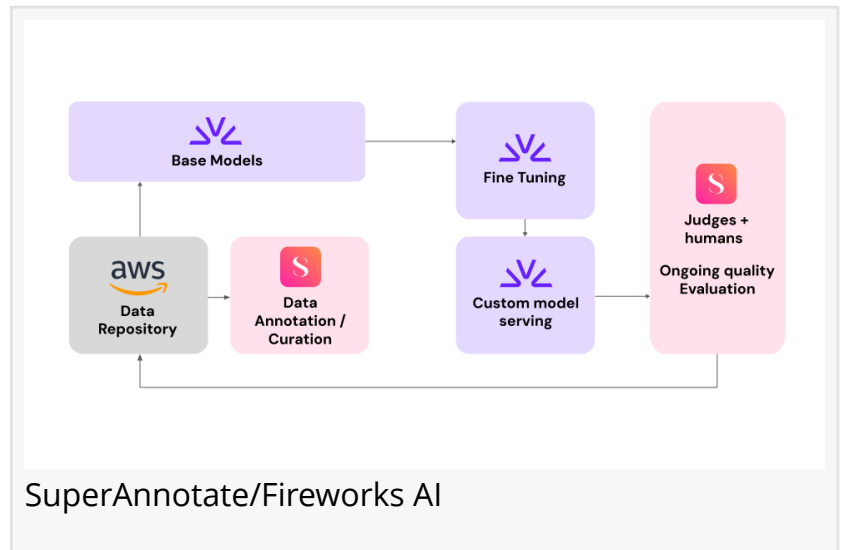 Base Models
Fine Tuning
S
Judges +
humans
Ongoing quality
Evaluation
aws
Data
Repository
S
Data
Annotation /
Curation
Custom model
serving
SuperAnnotate/Fireworks AI